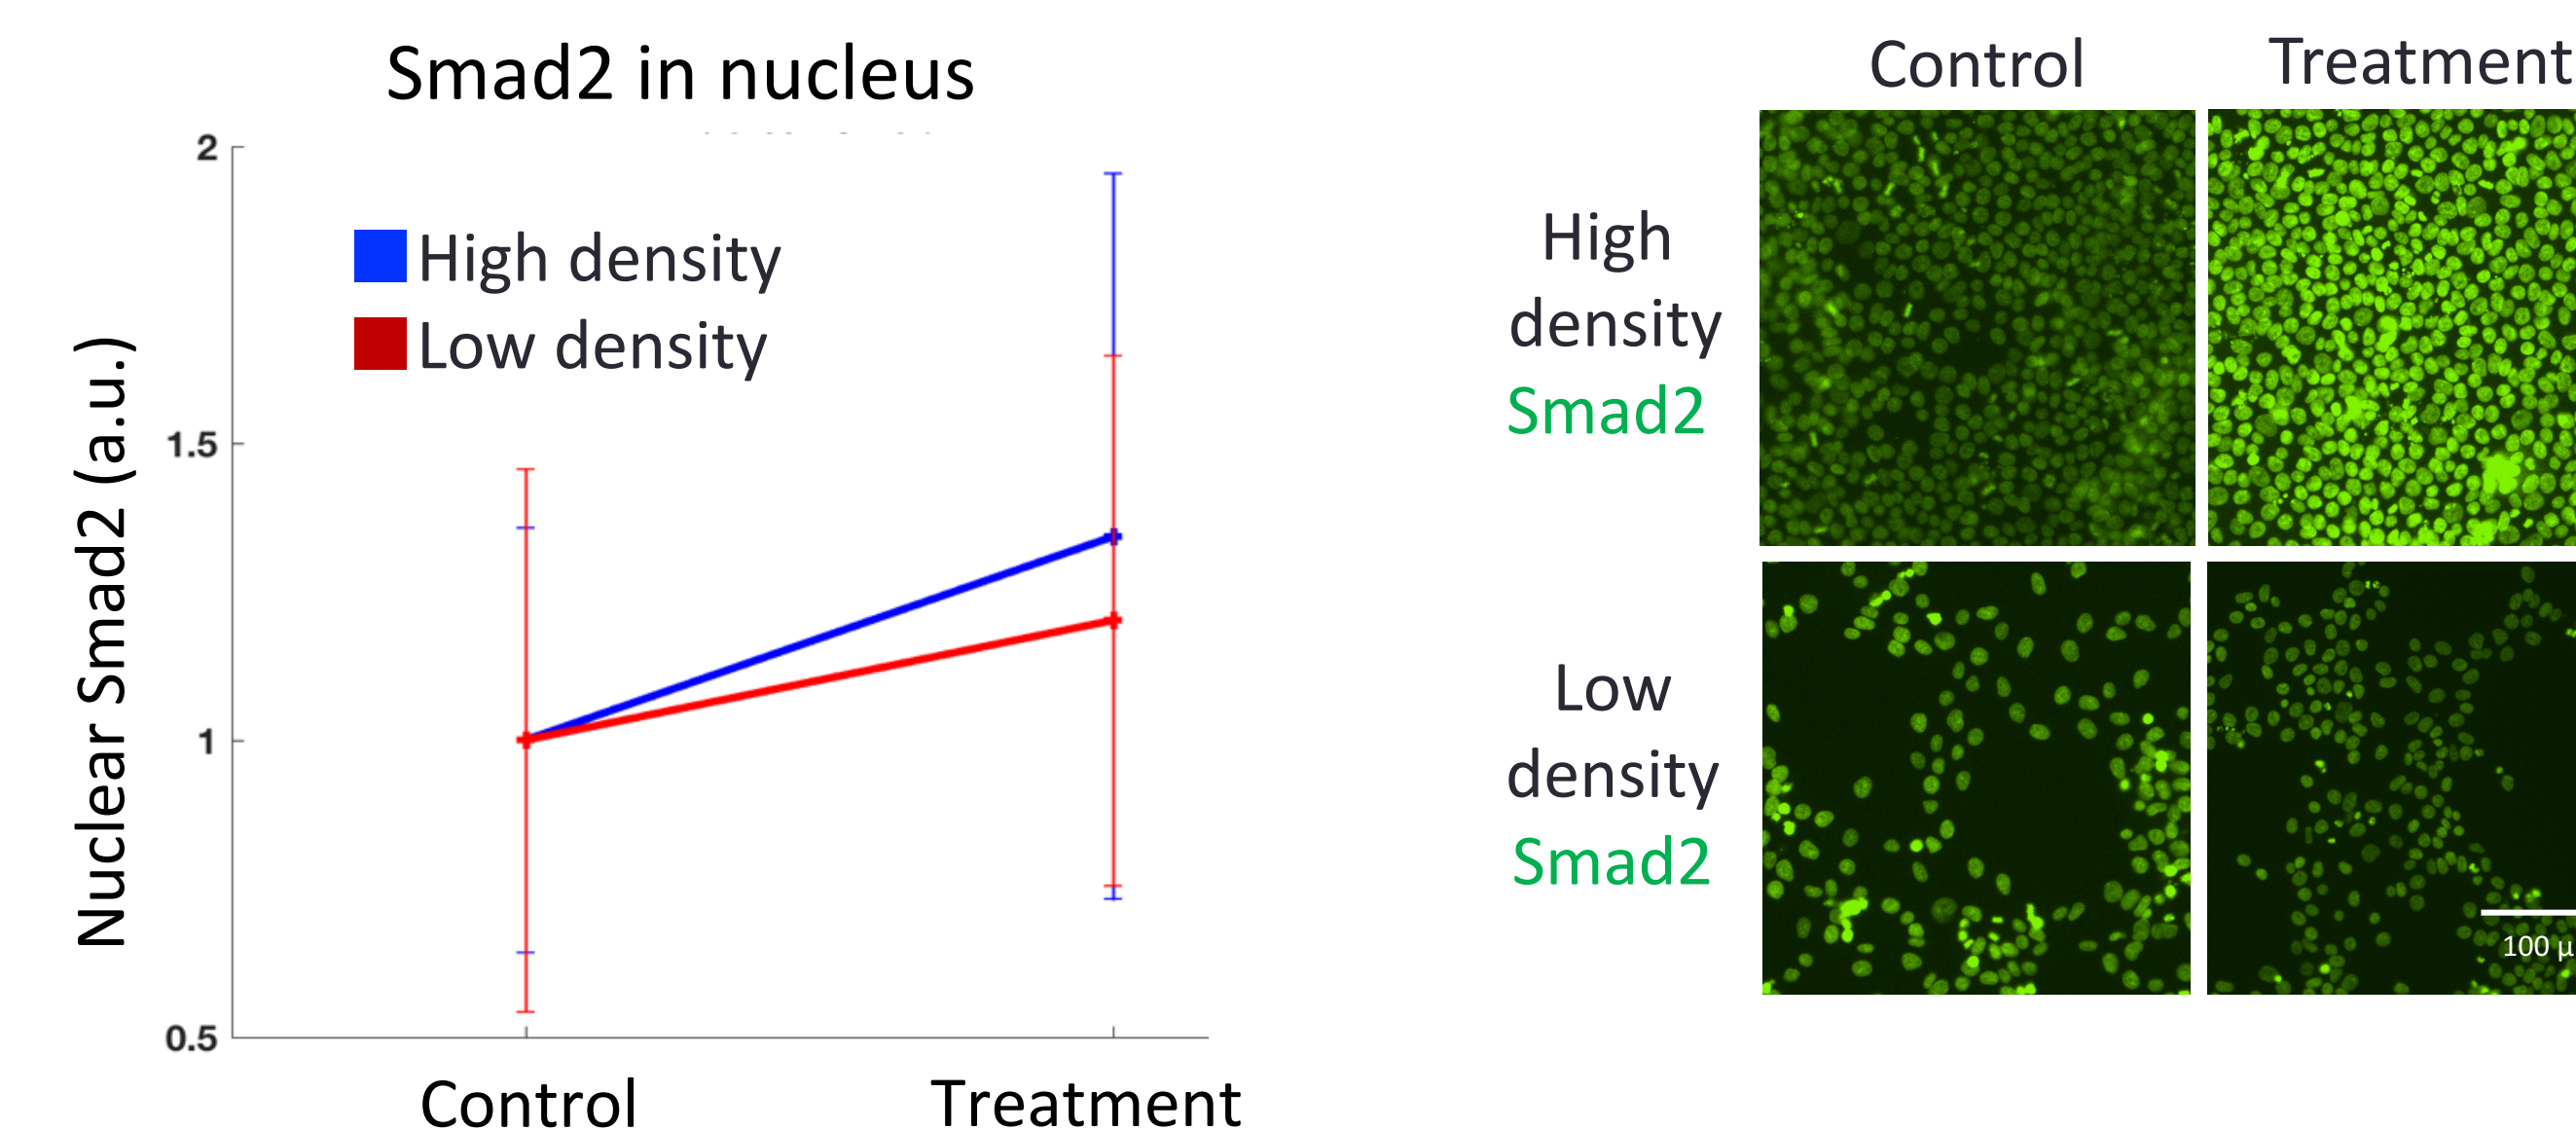 Smad2 in nucleus
Nuclear Smad2 (a.u.)
2
1.5
1
0.5
High density
Low density
Control
Treatment
Control
Treatment
High
density
Smad2
Low
density
Smad2
100 μ